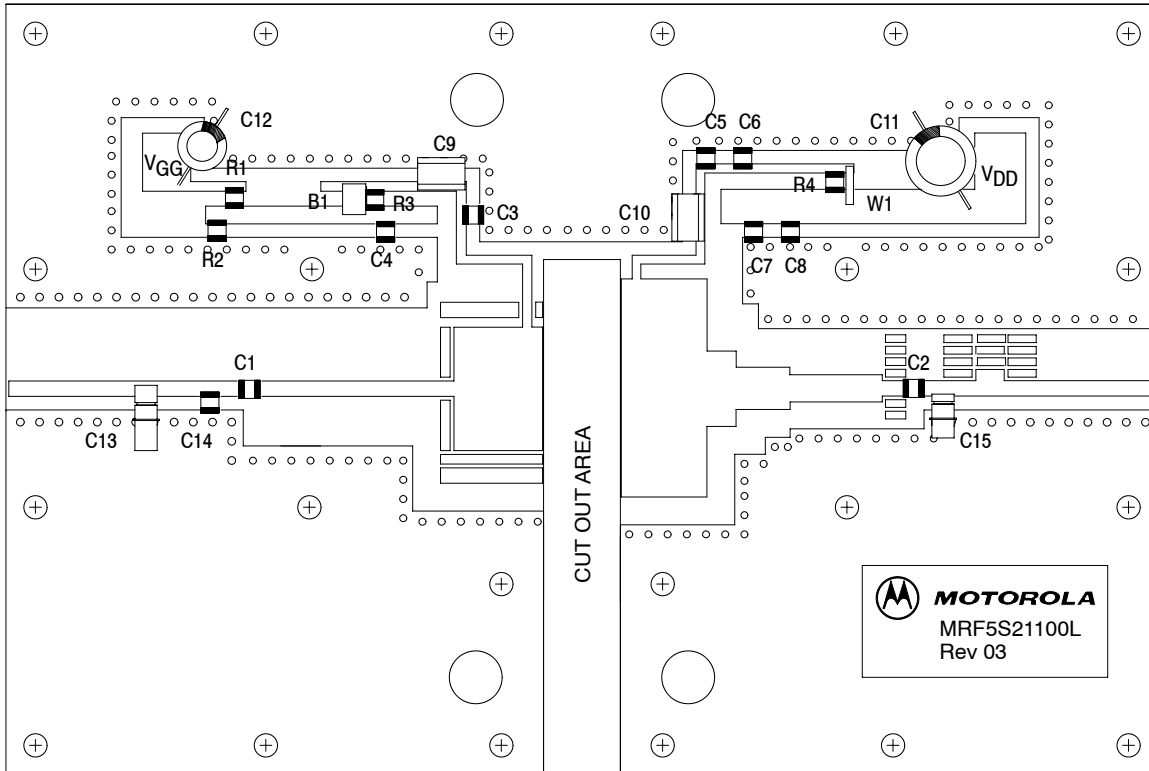 C12
C9
C5
C6
C11
VGG
R1
VDD
B1
R3
C3
C10
R4
W1
R2
C4
C7
C8
C1
C2
C13
C14
C15
CUT OUT AREA
MOTOROLA
MRF5S21100L
Rev 03